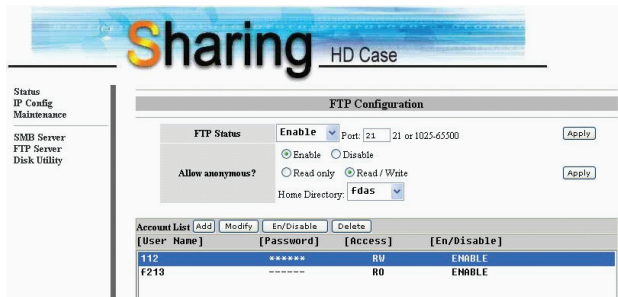 Sharing HD Case
Status
IP Config
Maintenance
SMB Server
FTP Server
Disk Utility
FTP Configuration
FTP Status Enable Port: 21 21 or 1025-65500 Apply
Allow anonymous? Enable Disable
Read only Read / Write Apply
Home Directory: fdas
Account List Add Modify En/Disable Delete
[User Name] [Password] [Access] [En/Disable]
112 ****** RW ENABLE
f213 ------ RO ENABLE